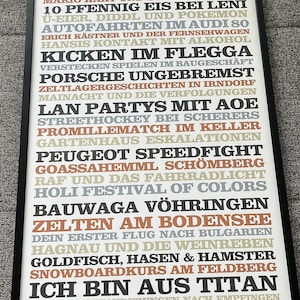 10 PFENNIG EIS BEI LENI
Ü-EIER, DIDDL UND POKEMON
AUTOFAHRTEN IM AUDI 80
ERICH KÄSTNER UND DER FERNSEHWAGEN
HANSIS KONTAKT MIT ALKOHOL
KICKEN IM FLEGGA
VERSTECKEN SPIELEN IM BAUGESCHÄFT
PORSCHE UNGEBREMST
ZELTLAGERGESCHICHTEN IN IRNDORF
MAINACHT UND DIE VERFOLGUNGEN
LAN PARTYS MIT AOE
STREETHOCKEY BEI SCHERERS
PROMILLEMATCH IM KELLER
GARTENHAUS ESKALATIONEN
PEUGEOT SPEEDFIGHT
GOASSAHEMML SCHÖMBERG
RAF UND DAS FAHRRADLICHT
HOLI FESTIVAL OF COLORS
BAUWAGA VÖHRINGEN
ZELTEN AM BODENSEE
DEIN ERSTER FLUG NACH BULGARIEN
HAGNAU UND DIE WEINREBEN
GOLDFISCH, HASEN & HAMSTER
SNOWBOARDKURS AM FELDBERG
ICH BIN AUS TITAN